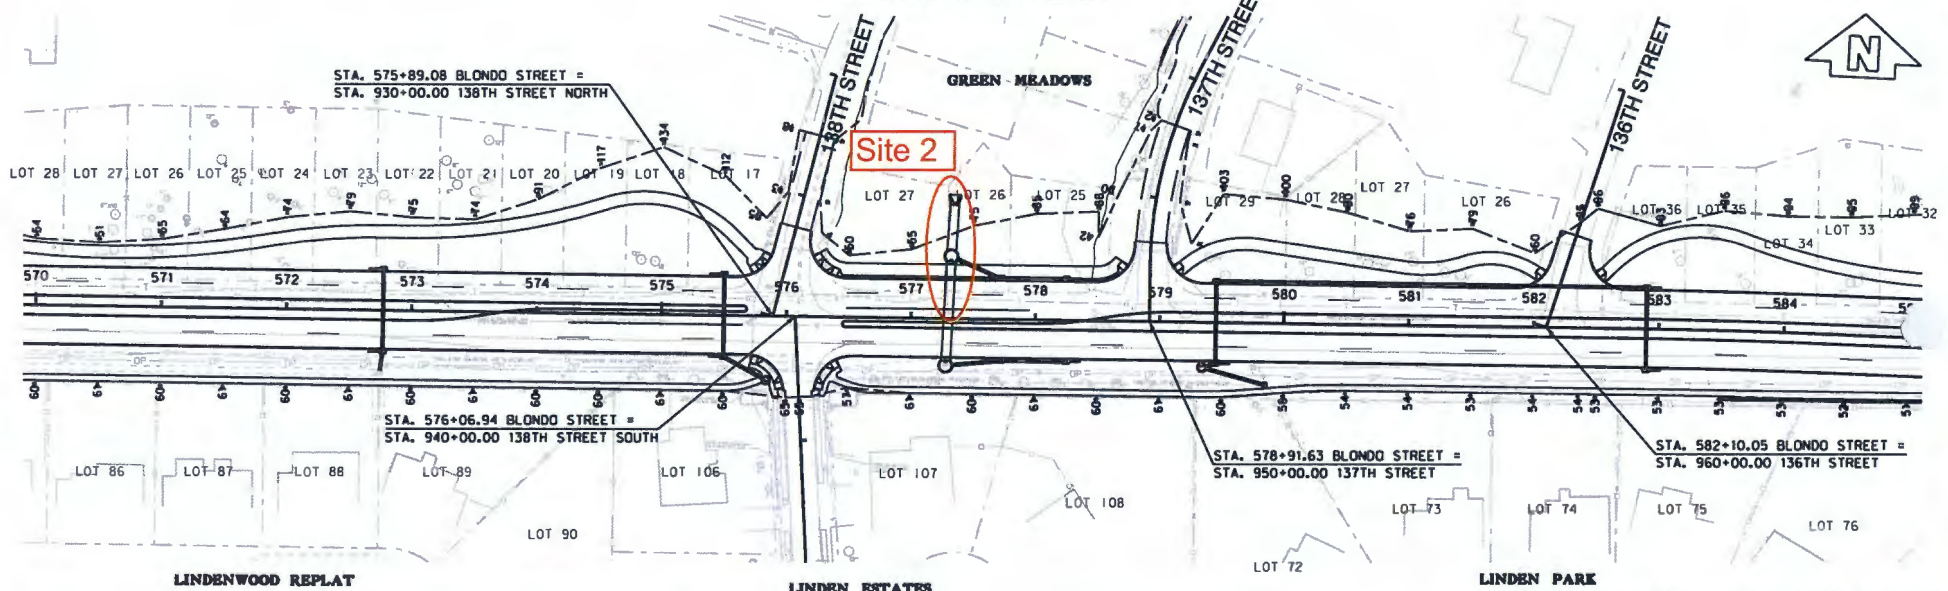 N
GREEN MEADOWS
STA. 575+89.08 BLONDO STREET =
STA. 930+00.00 138TH STREET NORTH
138TH STREET
137TH STREET
136TH STREET
Site 2
LOT 28 LOT 27 LOT 26 LOT 25 LOT 24 LOT 23 LOT 22 LOT 21 LOT 20 LOT 19 LOT 18 LOT 17
LOT 27 LOT 26 LOT 25
LOT 29 LOT 28 LOT 27 LOT 26
LOT 36 LOT 35 LOT 34 LOT 33 LOT 32
570 571 572 573 574 575 576 577 578 579 580 581 582 583 584
STA. 576+06.94 BLONDO STREET =
STA. 940+00.00 138TH STREET SOUTH
STA. 578+91.63 BLONDO STREET =
STA. 950+00.00 137TH STREET
STA. 582+10.05 BLONDO STREET =
STA. 960+00.00 136TH STREET
LOT 86 LOT 87 LOT 88 LOT 89 LOT 106 LOT 107
LOT 90
LOT 108
LOT 73 LOT 74 LOT 75
LOT 76
LOT 72
LINDENWOOD REPLAT
LINDEN ESTATES
LINDEN PARK